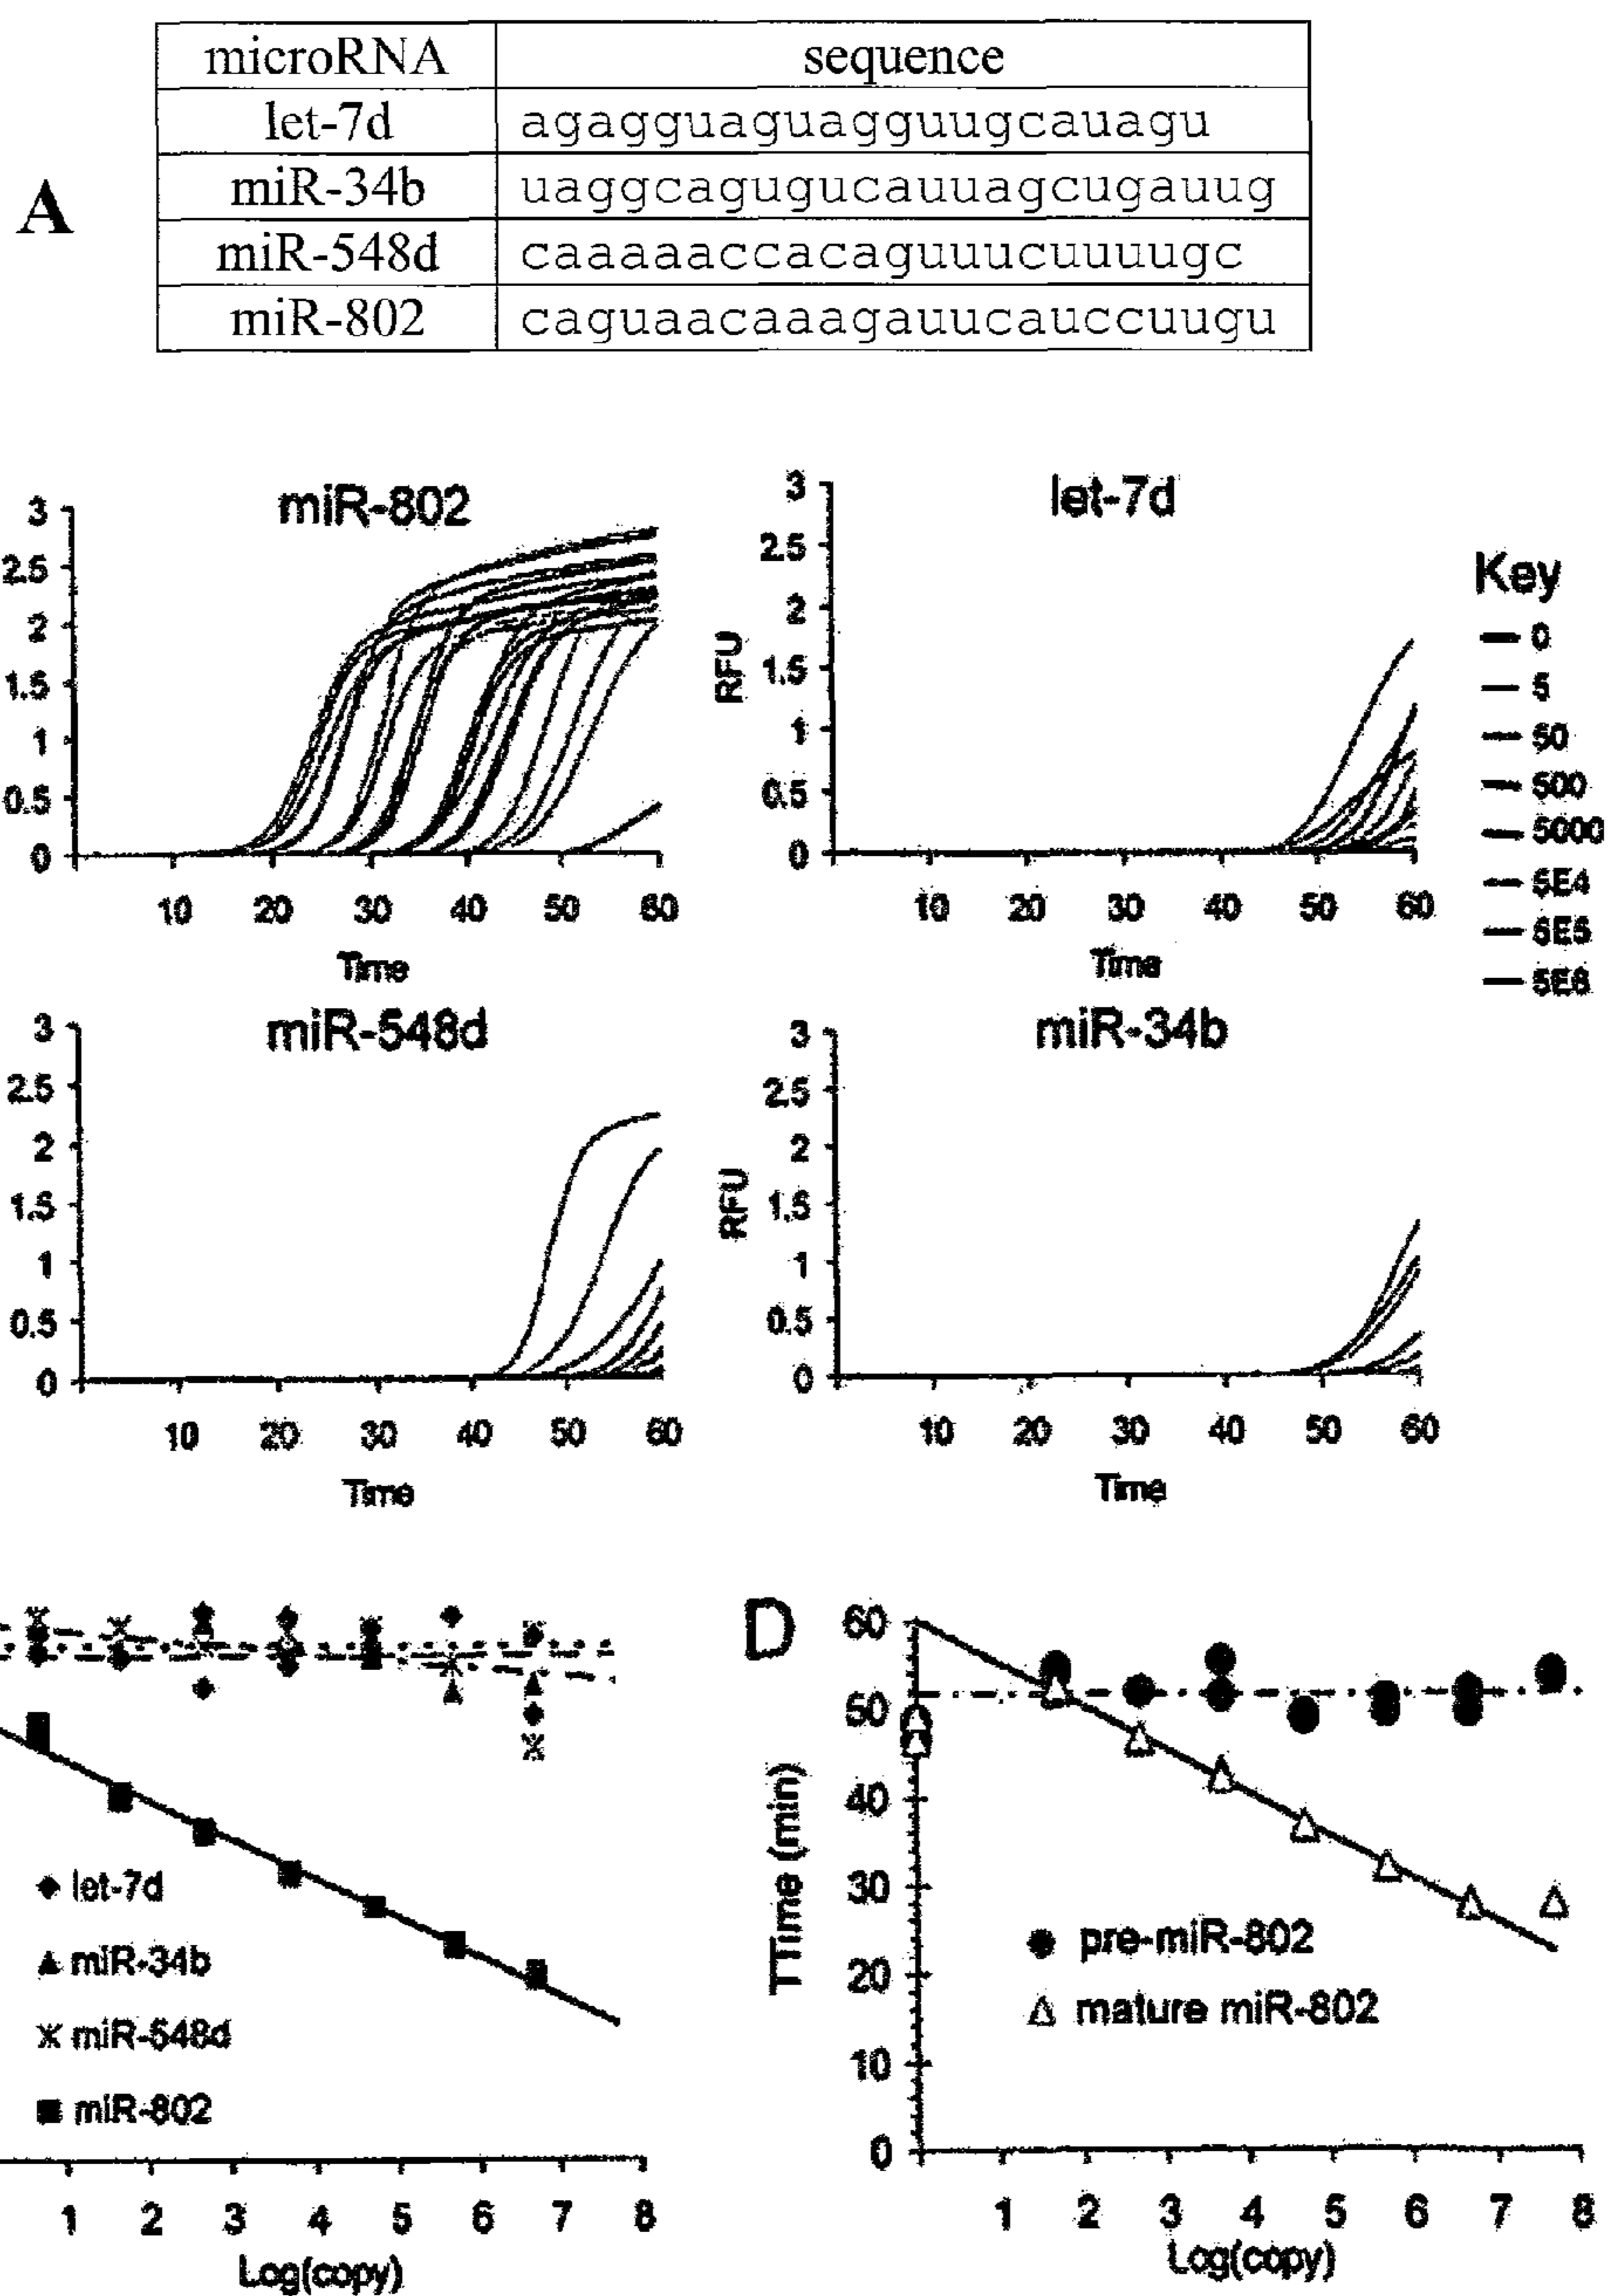 microRNA sequence
let-7d agagguaguagguugcauagu
A
miR-34b uaggcagugucauuagcugauug
miR-548d caaaaaccacaguuucuuuugc
miR-802 caguaacaaagauucauccuugu
miR-802
3
2.5
2
1.5
1
0.5
0
10 20 30 40 50 60
Time
let-7d
RFU
3
2.5
2
1.5
1
0.5
0
10 20 30 40 50 60
Time
Key
0
5
50
500
5000
5E4
5E5
5E6
miR-548d
3
2.5
2
1.5
1
0.5
0
10 20 30 40 50 60
Time
miR-34b
RFU
3
2.5
2
1.5
1
0.5
0
10 20 30 40 50 60
Time
let-7d
miR-34b
miR-548d
miR-802
1 2 3 4 5 6 7 8
Log(copy)
D
TTime (min)
60
50
40
30
20
10
0
pre-miR-802
mature miR-802
1 2 3 4 5 6 7 8
Log(copy)